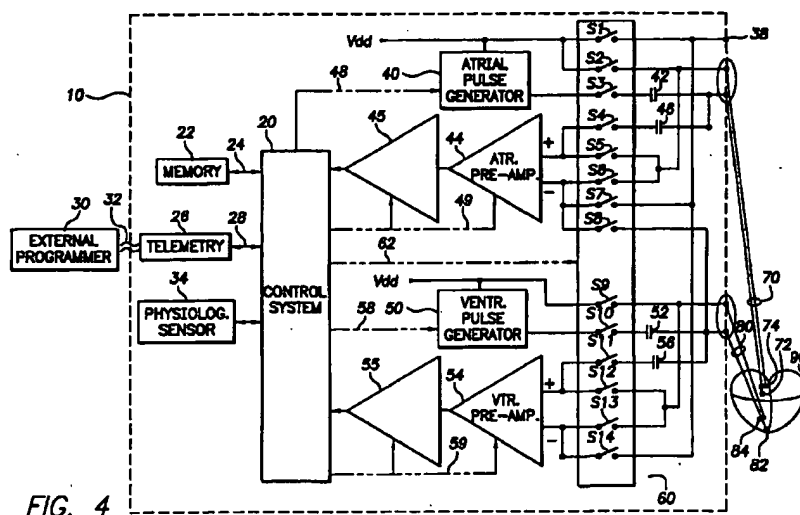 Vdd
S1
38
S2
10
48
40
ATRIAL
PULSE
GENERATOR
S3
42
20
45
44
S4
46
22
24
MEMORY
ATR.
PRE-AMP.
+
-
S5
S6
S7
S8
30
32
26
28
EXTERNAL
PROGRAMMER
TELEMETRY
49
62
34
PHYSIOLOG.
SENSOR
CONTROL
SYSTEM
Vdd
58
50
VENTR.
PULSE
GENERATOR
S9
S10
52
S11
56
70
80
74
72
55
54
VTR.
PRE-AMP.
+
-
S12
S13
S14
84
82
59
60
FIG. 4